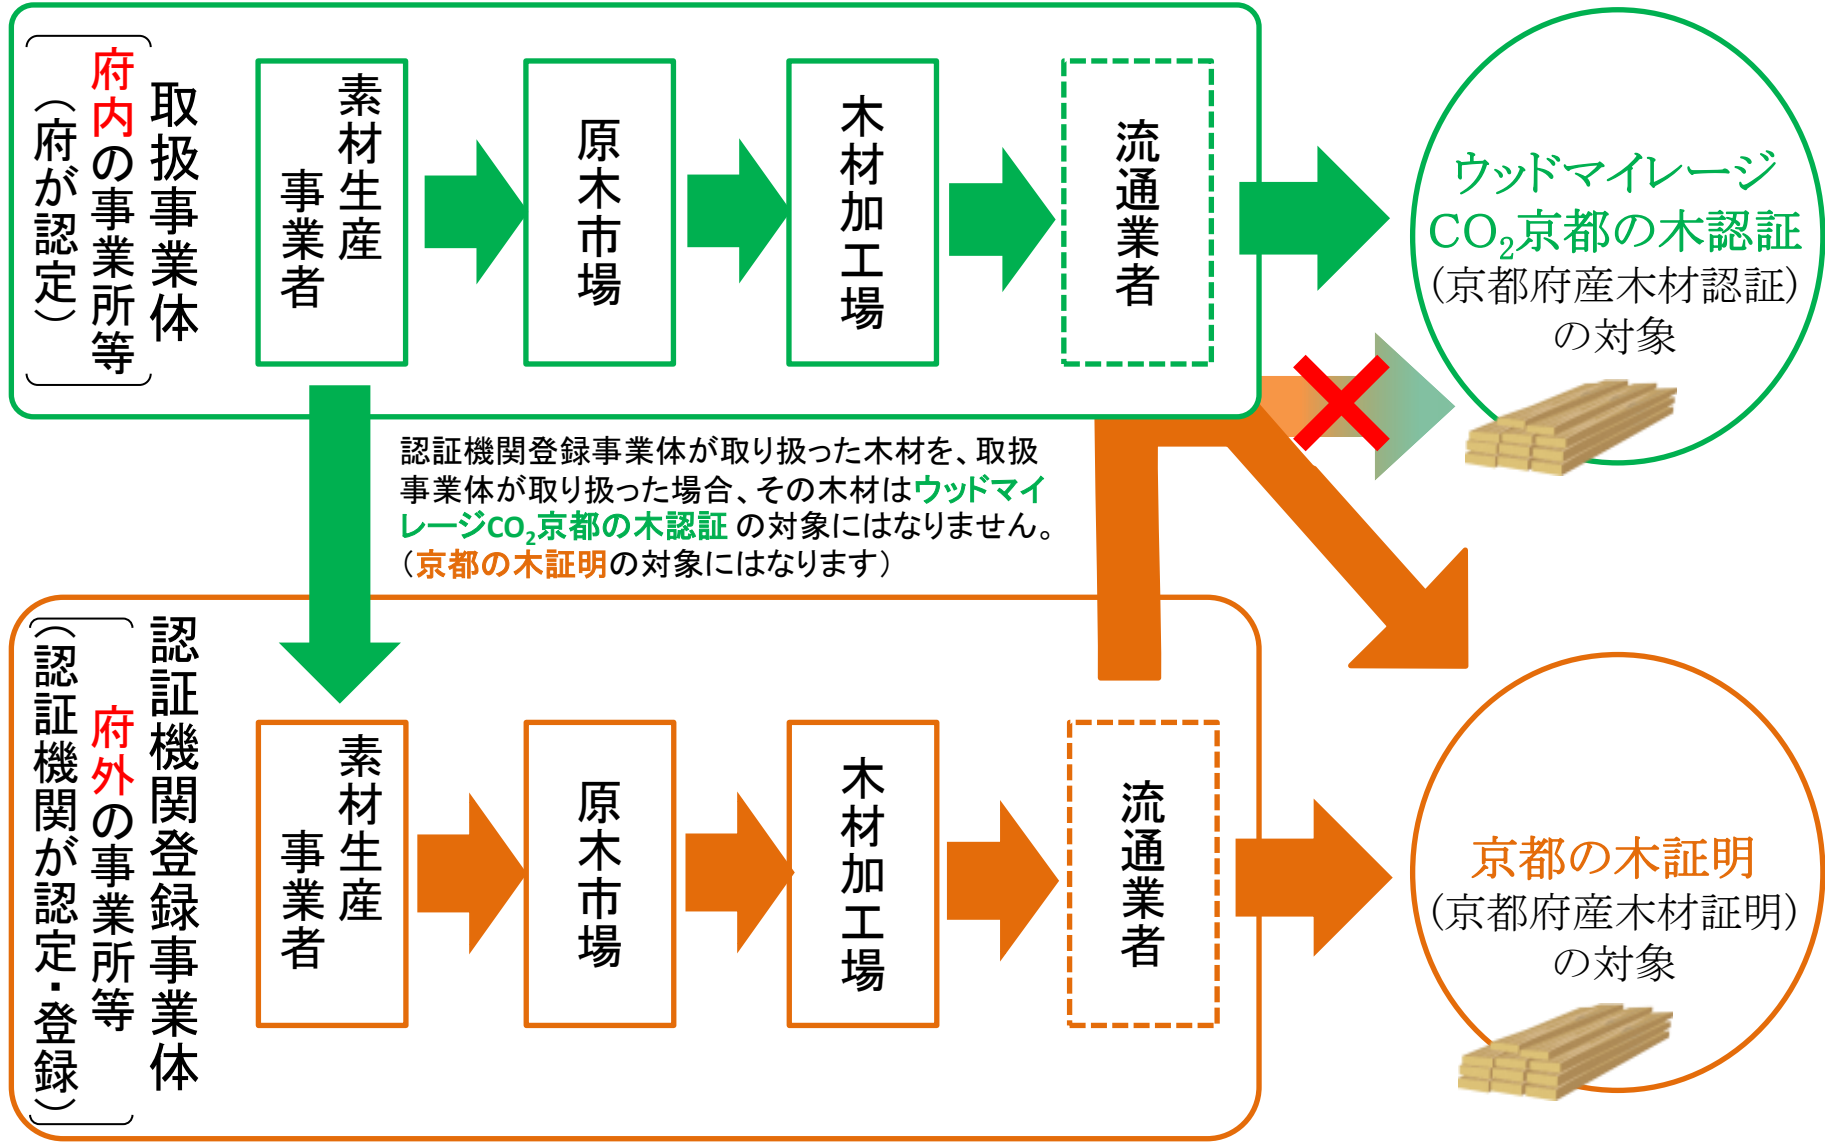 取扱事業体
府内の事業所等
（府が認定）
素材生産
事業者
原木市場
木材加工場
流通業者
ウッドマイレージ
CO₂京都の木認証
（京都府産木材認証）
の対象
認証機関登録事業体が取り扱った木材を、取扱
事業体が取り扱った場合、その木材はウッドマイ
レージCO₂京都の木認証 の対象にはなりません。
（京都の木証明の対象にはなります）
認証機関登録事業体
府外の事業所等
（認証機関が認定・登録）
素材生産
事業者
原木市場
木材加工場
流通業者
京都の木証明
（京都府産木材証明）
の対象